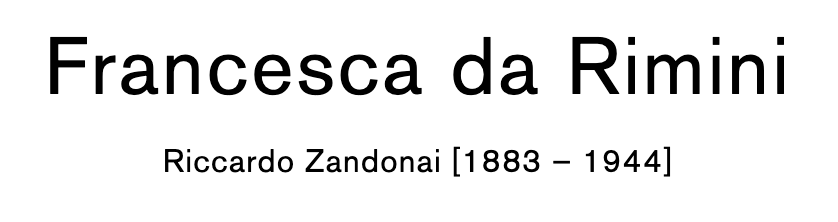 Francesca da Rimini
Riccardo Zandonai [1883 – 1944]